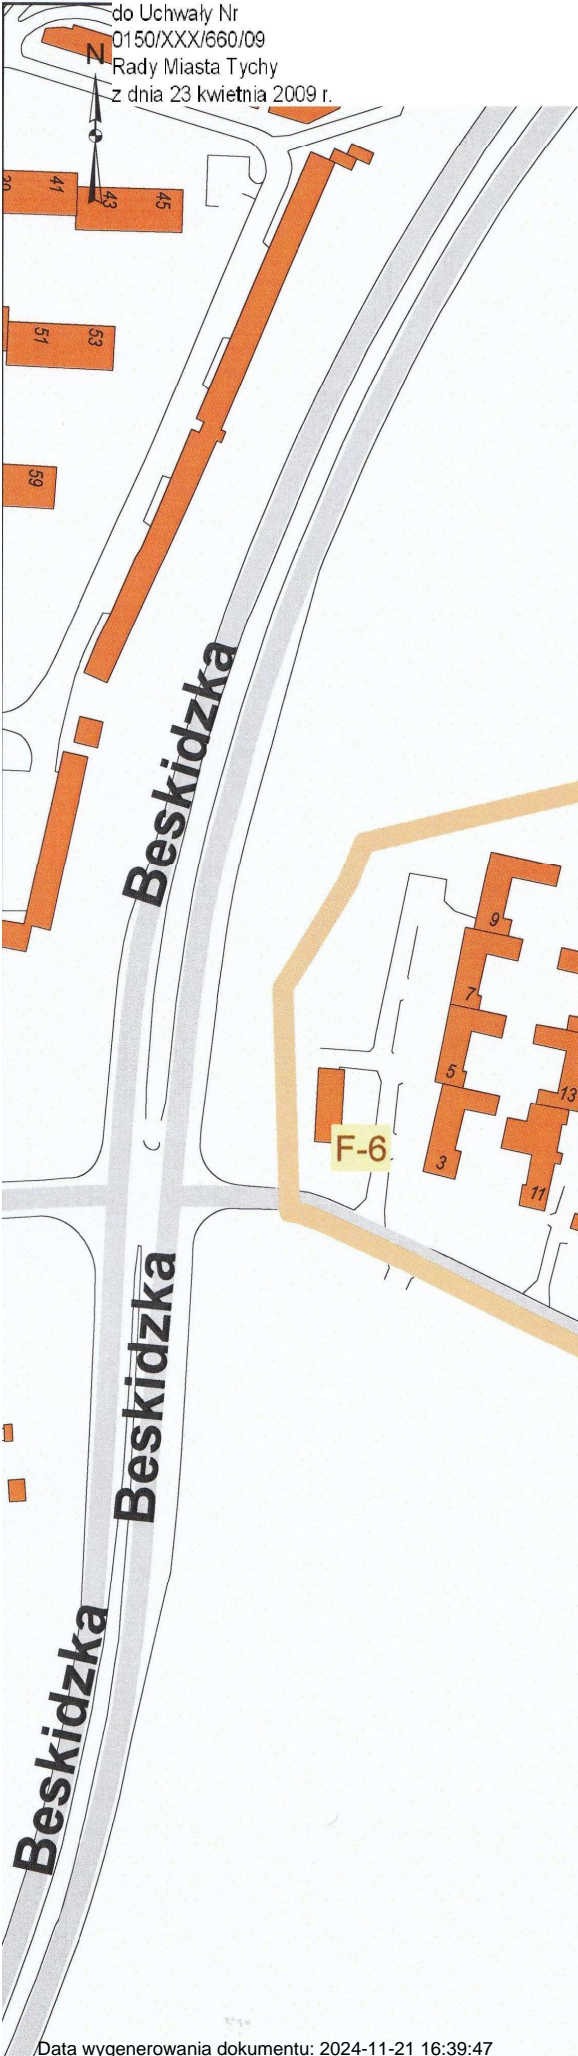 do Uchwały Nr
0150/XXX/660/09
Rady Miasta Tychy
z dnia 23 kwietnia 2009 r.
N
41
43
45
51
53
59
Beskidzka
9
7
5
13
F-6
3
11
Beskidzka
Beskidzka
Data wygenerowania dokumentu: 2024-11-21 16:39:47